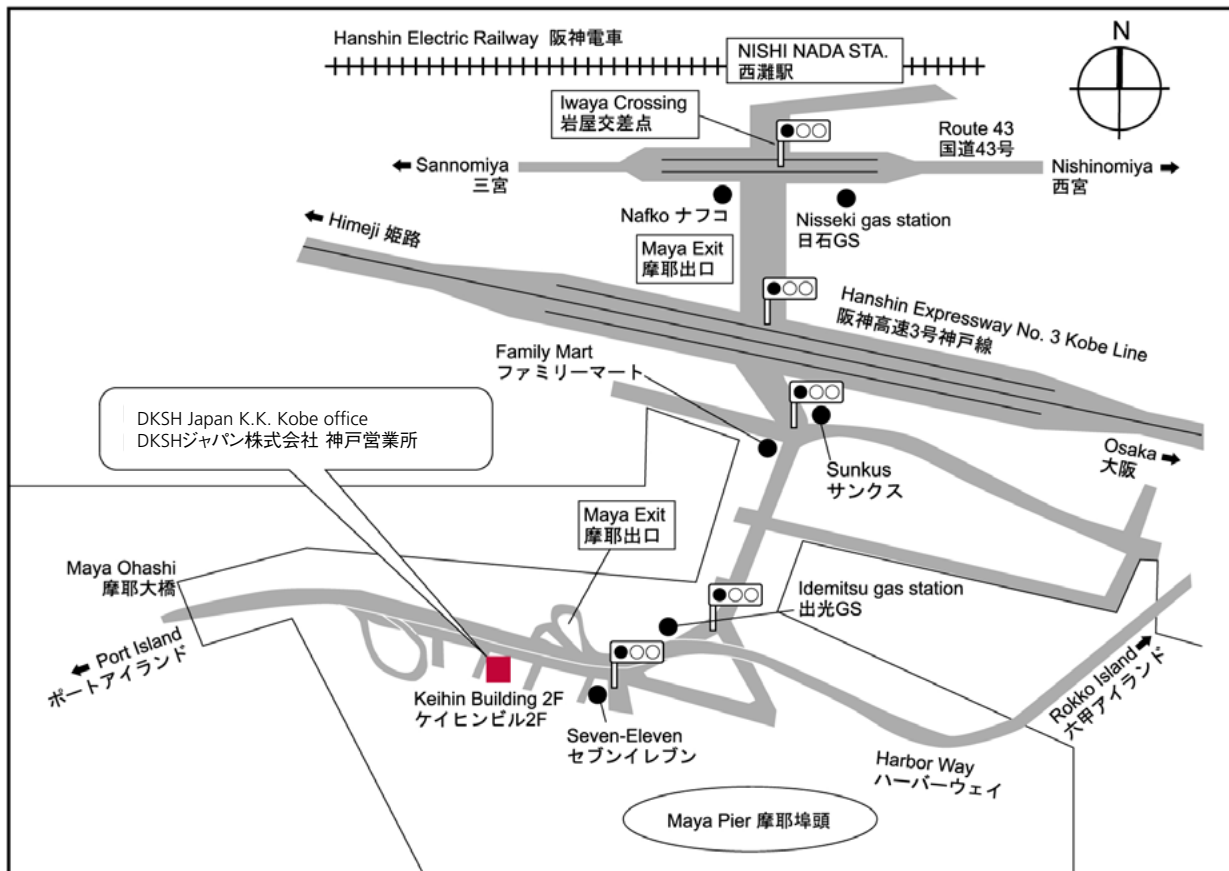 Hanshin Electric Railway 阪神電車
NISHI NADA STA.
西灘駅
N
Iwaya Crossing
岩屋交差点
Route 43
国道43号
Sannomiya
三宮
Nishinomiya
西宮
Nafko ナフコ
Nisseki gas station
日石GS
Himeji 姫路
Maya Exit
摩耶出口
Hanshin Expressway No. 3 Kobe Line
阪神高速3号神戸線
Family Mart
ファミリーマート
DKSH Japan K.K. Kobe office
DKSHジャパン株式会社 神戸営業所
Sunkus
サンクス
Osaka
大阪
Maya Exit
摩耶出口
Maya Ohashi
摩耶大橋
Idemitsu gas station
出光GS
Port Island
ポートアイランド
Rokko Island
六甲アイランド
Keihin Building 2F
ケイヒンビル2F
Seven-Eleven
セブンイレブン
Harbor Way
ハーバーウェイ
Maya Pier 摩耶埠頭